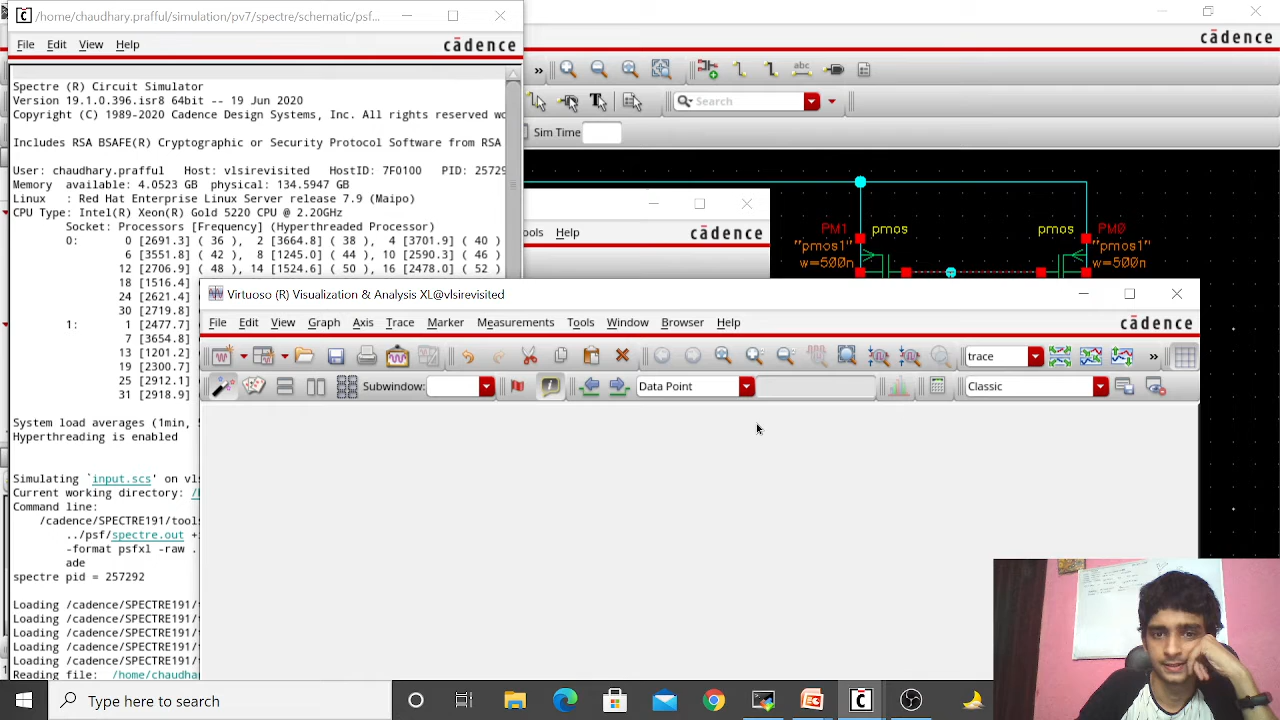 /home/chaudhary.prafful/simulation/pv7/spectre/schematic/psf...
File Edit View Help
cādence
cādence
Spectre (R) Circuit Simulator
Version 19.1.0.396.isr8 64bit -- 19 Jun 2020
Copyright (C) 1989-2020 Cadence Design Systems, Inc. All rights reserved wo
Includes RSA BSAFE(R) Cryptographic or Security Protocol Software from RSA
User: chaudhary.prafful Host: vlsirevisited HostID: 7F0100 PID: 25729
Memory available: 4.0523 GB physical: 134.5947 GB
Linux : Red Hat Enterprise Linux Server release 7.9 (Maipo)
CPU Type: Intel(R) Xeon(R) Gold 5220 CPU @ 2.20GHz
Socket: Processors [Frequency] (Hyperthreaded Processor)
0: 0 [2691.3] ( 36 ), 2 [3664.8] ( 38 ), 4 [3701.9] ( 40 )
6 [3551.8] ( 42 ), 8 [1245.0] ( 44 ), 10 [2590.3] ( 46 )
12 [2706.9] ( 48 ), 14 [1524.6] ( 50 ), 16 [2478.0] ( 52 )
18 [1516.4]
24 [2621.4]
30 [2719.8]
1: 1 [2477.7]
7 [3654.8]
13 [1201.2]
19 [2300.7]
25 [2912.1]
31 [2918.9]
System load averages (1min,
Hyperthreading is enabled
Simulating `input.scs' on vls
Current working directory: /
Command line:
/cadence/SPECTRE191/tools
../psf/spectre.out +
-format psfxl -raw .
ade
spectre pid = 257292
Loading /cadence/SPECTRE191/
Loading /cadence/SPECTRE191/
Loading /cadence/SPECTRE191/
Loading /cadence/SPECTRE191/
Loading /cadence/SPECTRE191/
Reading file: /home/chaudha
»
abc
T
Search
Sim Time
ools Help
cādence
PM1
pmos
"pmos1"
w=500n
pmos
PM0
"pmos1"
w=500n
Virtuoso (R) Visualization & Analysis XL@vlsirevisited
File Edit View Graph Axis Trace Marker Measurements Tools Window Browser Help
cādence
trace
»
Subwindow:
Data Point
Classic
Type here to search